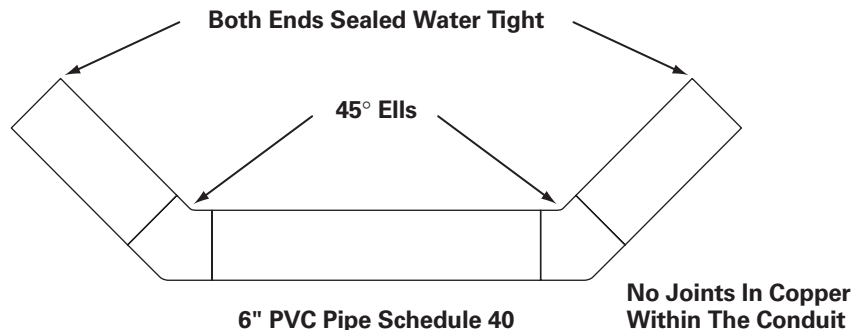 Both Ends Sealed Water Tight
45° Ells
6" PVC Pipe Schedule 40
No Joints In Copper
Within The Conduit